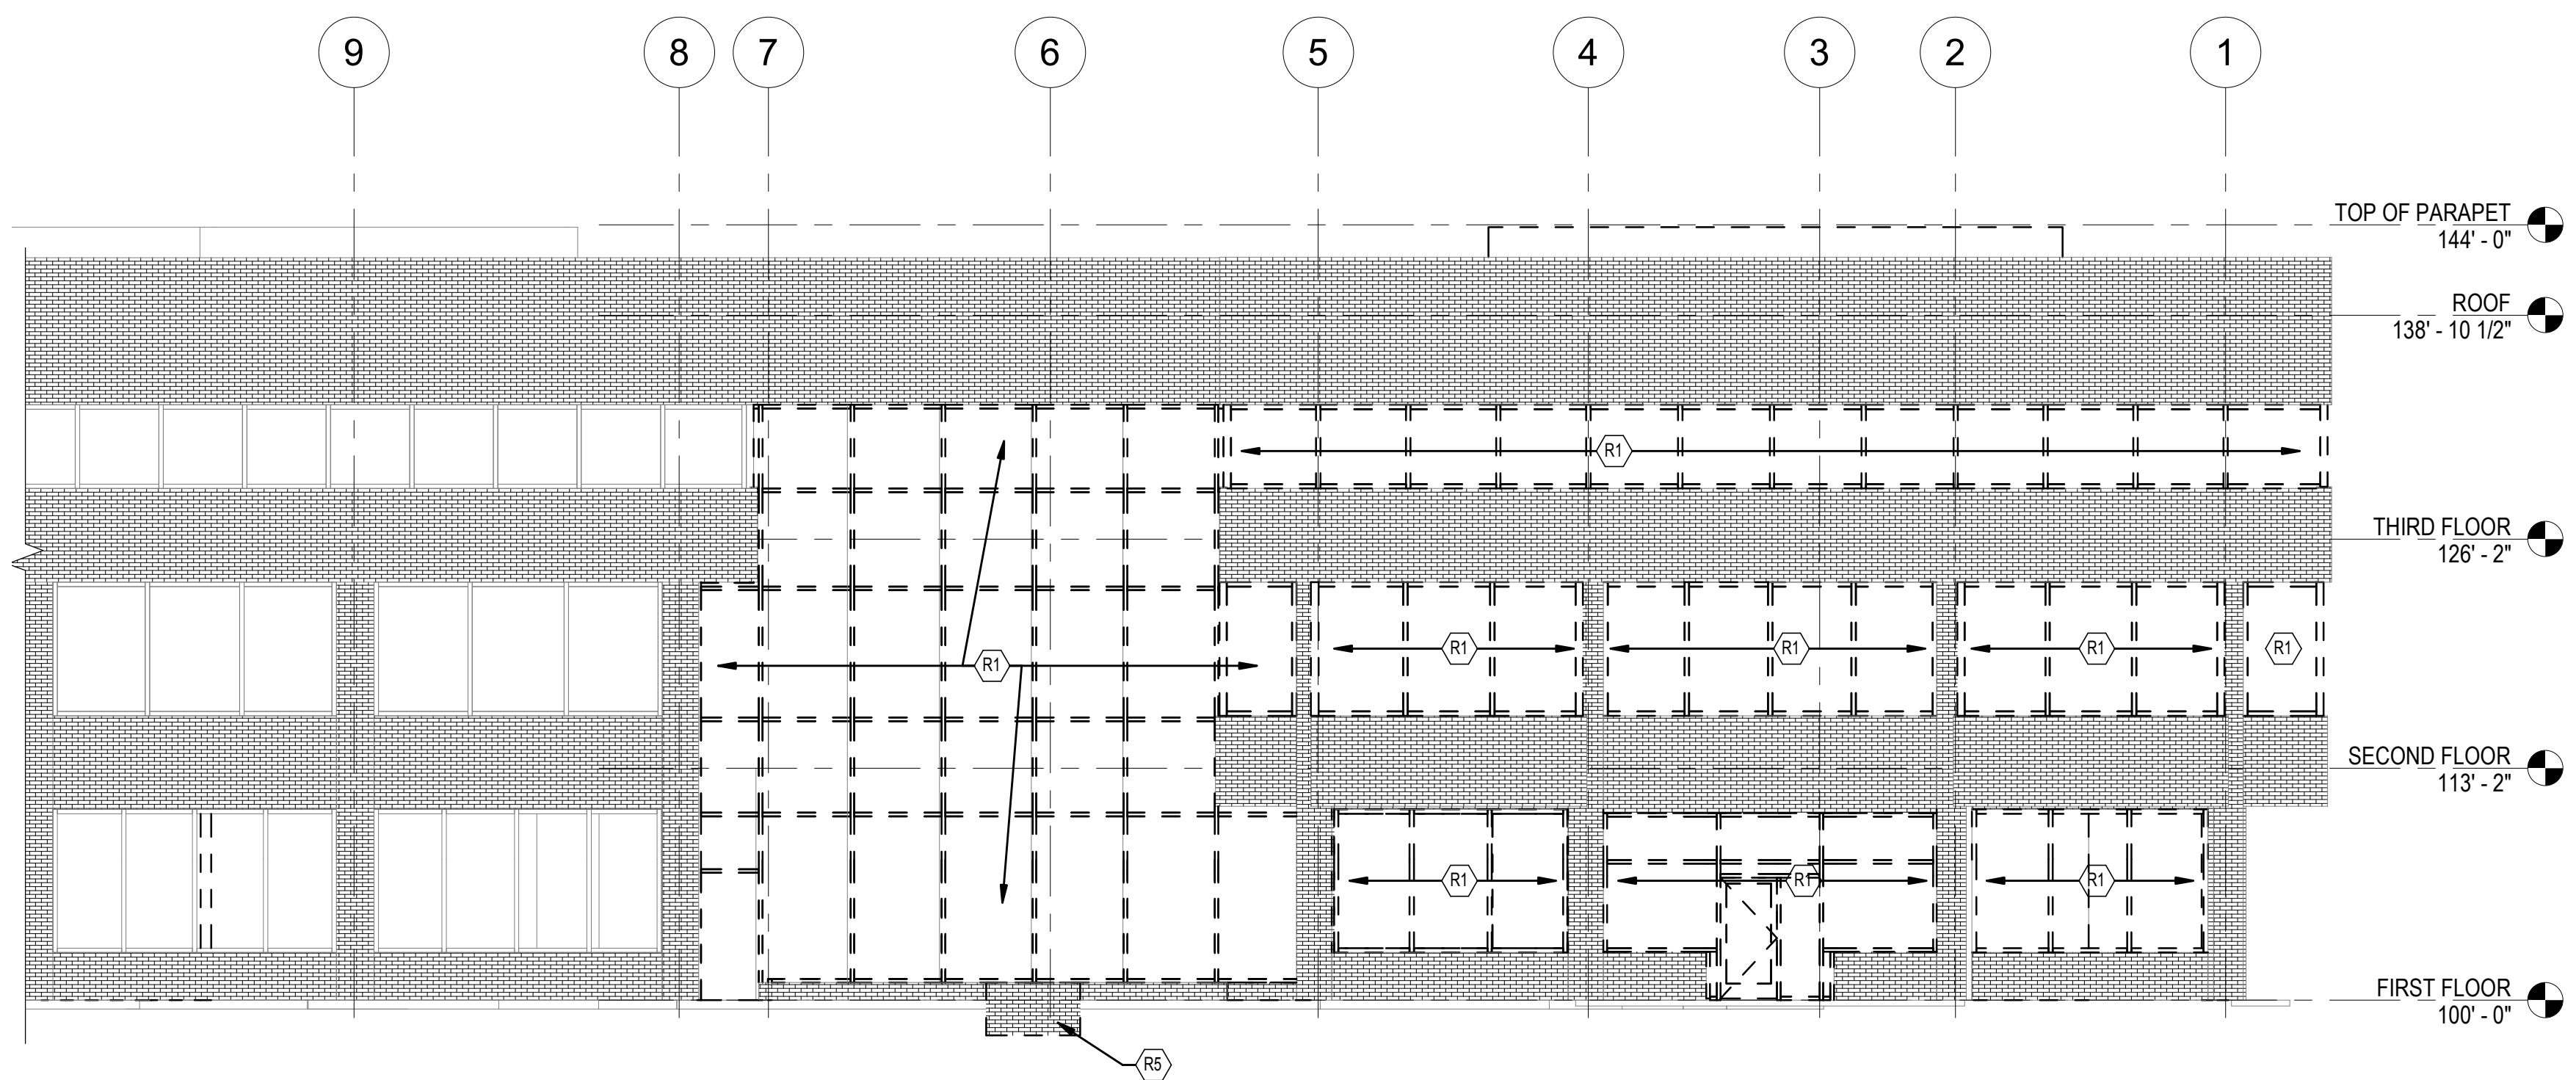 9
8
7
6
5
4
3
2
1
TOP OF PARAPET
144' - 0"
ROOF
138' - 10 1/2"
R1
THIRD FLOOR
126' - 2"
R1
R1
R1
R1
R1
SECOND FLOOR
113' - 2"
R1
R1
R1
FIRST FLOOR
100' - 0"
R5